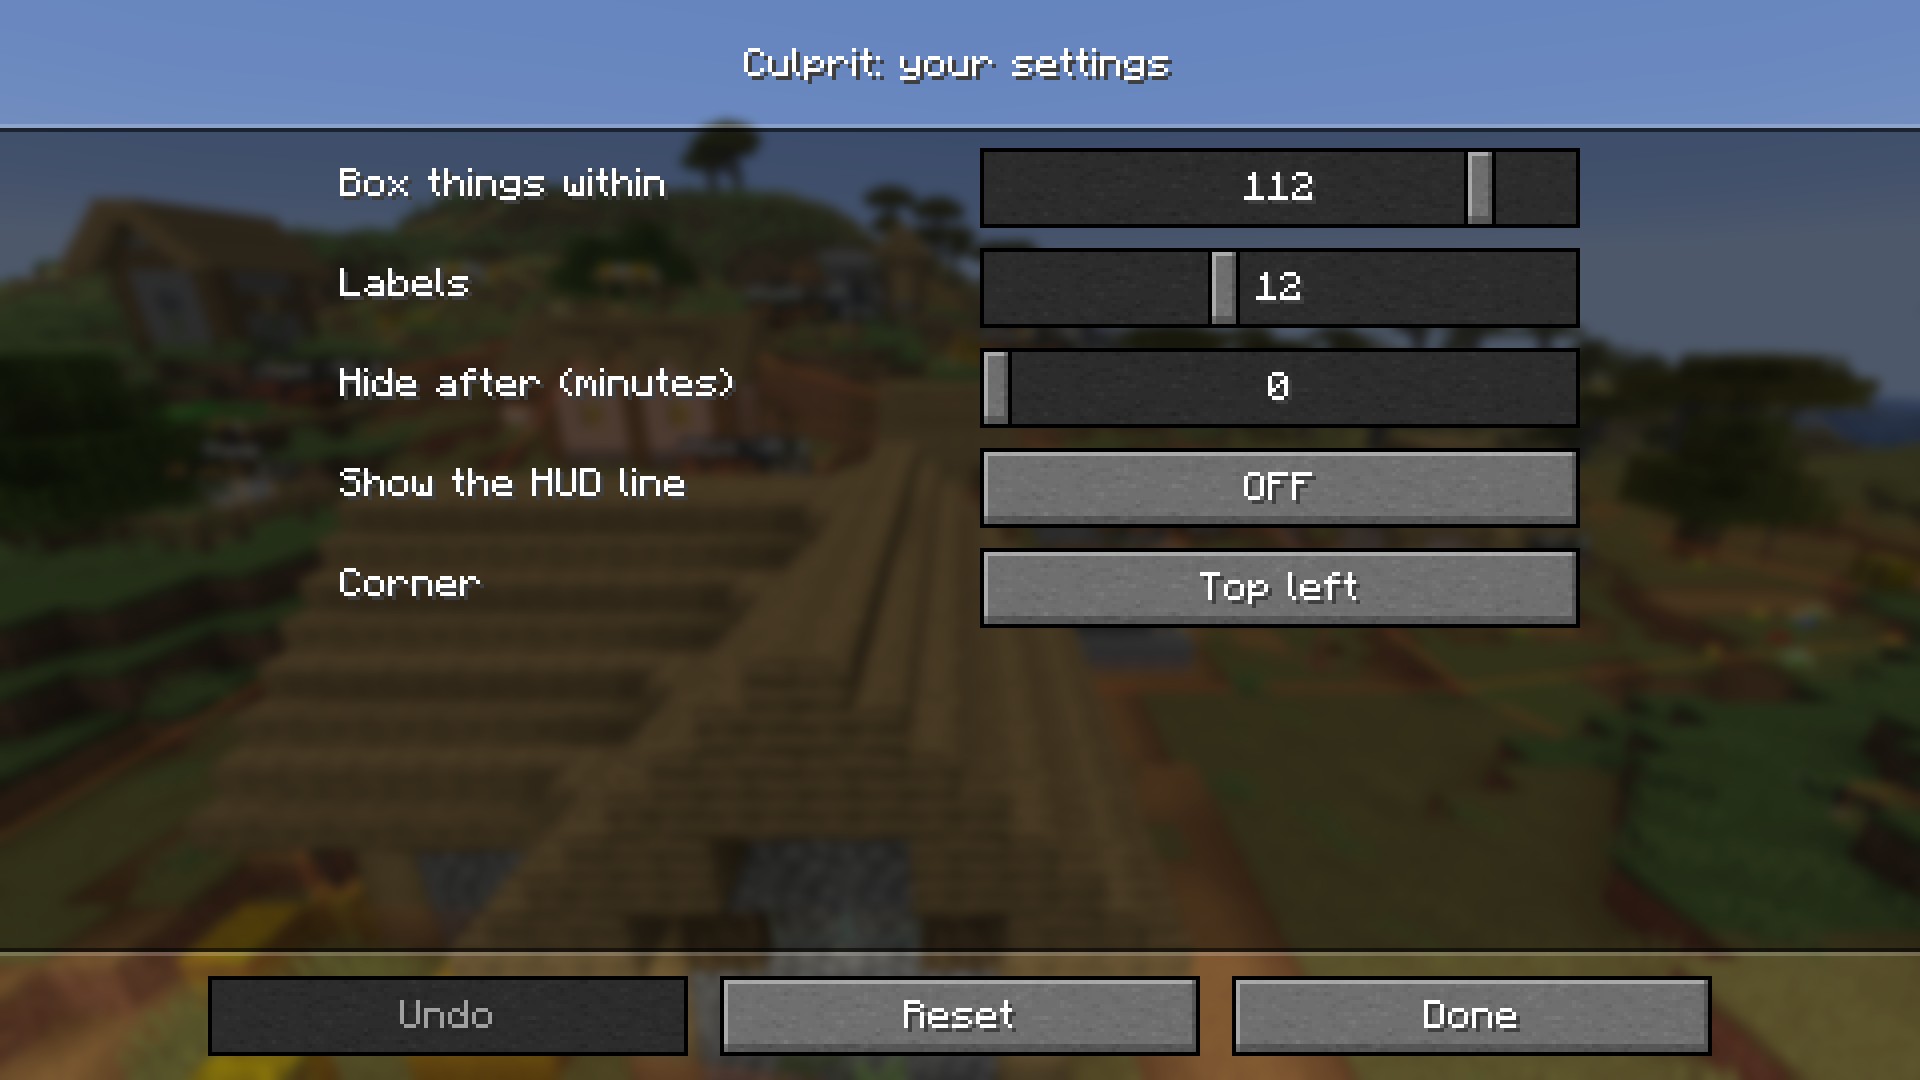 Culprit: your settings
Box things within 112
Labels 12
Hide after (minutes) 0
Show the HUD line OFF
Corner Top left
Undo Reset Done